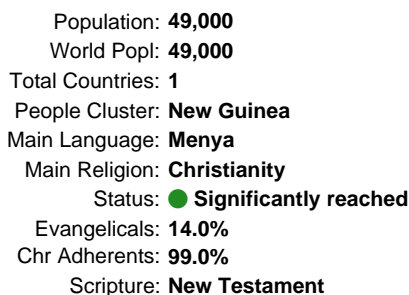 Population: 49,000
World Popl: 49,000
Total Countries: 1
People Cluster: New Guinea
Main Language: Menya
Main Religion: Christianity
Status: Significantly reached
Evangelicals: 14.0%
Chr Adherents: 99.0%
Scripture: New Testament